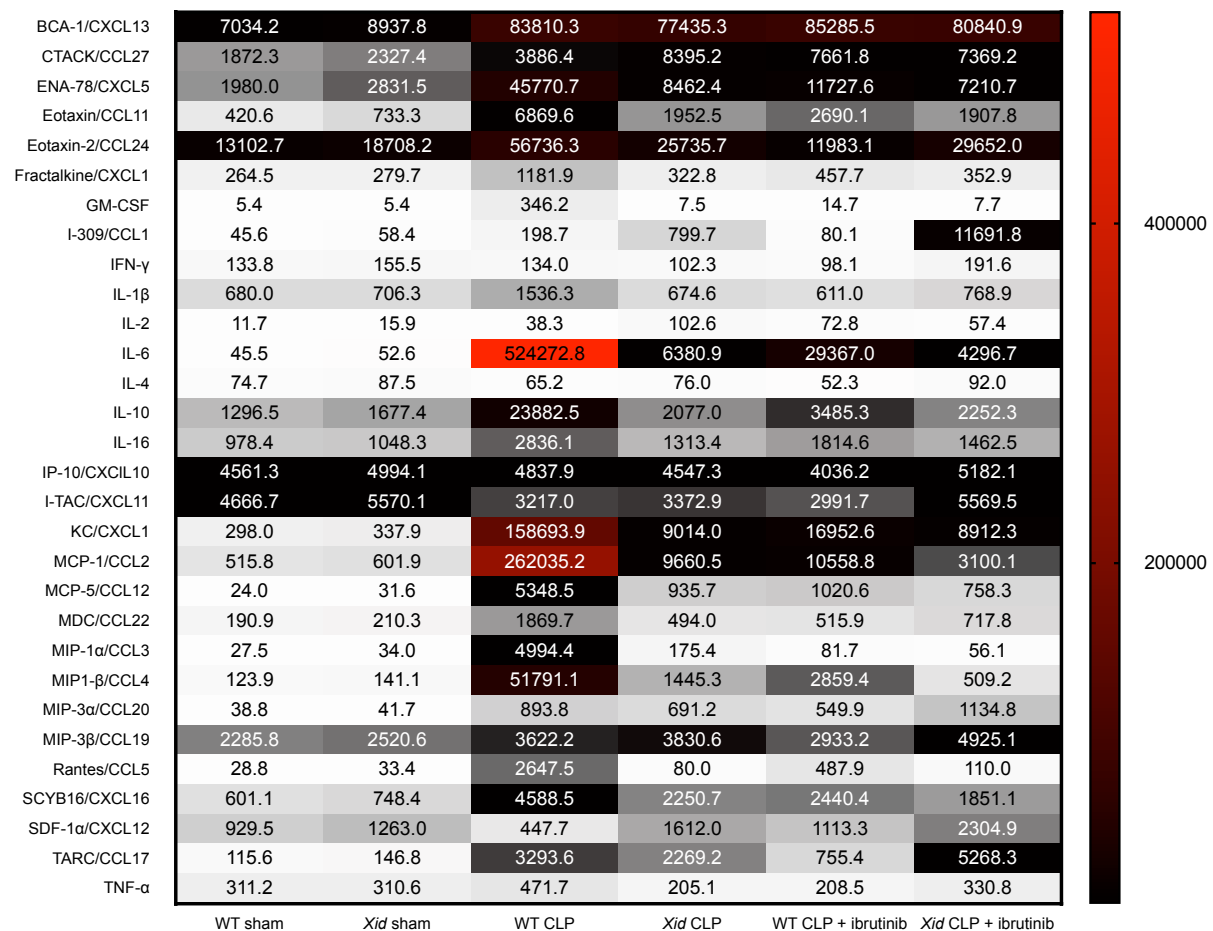 BCA-1/CXCL13 7034.2 8937.8 83810.3 77435.3 85285.5 80840.9
CTACK/CCL27 1872.3 2327.4 3886.4 8395.2 7661.8 7369.2
ENA-78/CXCL5 1980.0 2831.5 45770.7 8462.4 11727.6 7210.7
Eotaxin/CCL11 420.6 733.3 6869.6 1952.5 2690.1 1907.8
Eotaxin-2/CCL24 13102.7 18708.2 56736.3 25735.7 11983.1 29652.0
Fractalkine/CXCL1 264.5 279.7 1181.9 322.8 457.7 352.9
GM-CSF 5.4 5.4 346.2 7.5 14.7 7.7
I-309/CCL1 45.6 58.4 198.7 799.7 80.1 11691.8
400000
IFN-γ 133.8 155.5 134.0 102.3 98.1 191.6
IL-1β 680.0 706.3 1536.3 674.6 611.0 768.9
IL-2 11.7 15.9 38.3 102.6 72.8 57.4
IL-6 45.5 52.6 524272.8 6380.9 29367.0 4296.7
IL-4 74.7 87.5 65.2 76.0 52.3 92.0
IL-10 1296.5 1677.4 23882.5 2077.0 3485.3 2252.3
IL-16 978.4 1048.3 2836.1 1313.4 1814.6 1462.5
IP-10/CXClL10 4561.3 4994.1 4837.9 4547.3 4036.2 5182.1
I-TAC/CXCL11 4666.7 5570.1 3217.0 3372.9 2991.7 5569.5
KC/CXCL1 298.0 337.9 158693.9 9014.0 16952.6 8912.3
MCP-1/CCL2 515.8 601.9 262035.2 9660.5 10558.8 3100.1
200000
MCP-5/CCL12 24.0 31.6 5348.5 935.7 1020.6 758.3
MDC/CCL22 190.9 210.3 1869.7 494.0 515.9 717.8
MIP-1α/CCL3 27.5 34.0 4994.4 175.4 81.7 56.1
MIP1-β/CCL4 123.9 141.1 51791.1 1445.3 2859.4 509.2
MIP-3α/CCL20 38.8 41.7 893.8 691.2 549.9 1134.8
MIP-3β/CCL19 2285.8 2520.6 3622.2 3830.6 2933.2 4925.1
Rantes/CCL5 28.8 33.4 2647.5 80.0 487.9 110.0
SCYB16/CXCL16 601.1 748.4 4588.5 2250.7 2440.4 1851.1
SDF-1α/CXCL12 929.5 1263.0 447.7 1612.0 1113.3 2304.9
TARC/CCL17 115.6 146.8 3293.6 2269.2 755.4 5268.3
TNF-α 311.2 310.6 471.7 205.1 208.5 330.8
WT sham Xid sham WT CLP Xid CLP WT CLP + ibrutinib Xid CLP + ibrutinib